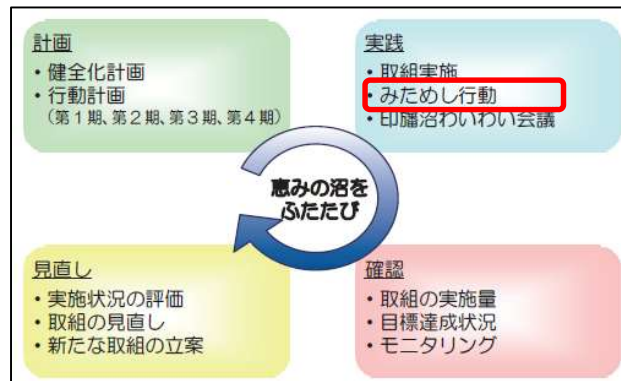 計画
・健全化計画
・行動計画
（第１期、第２期、第３期、第４期）
実践
・取組実施
・みためし行動
・印旛沼わいわい会議
恵みの沼を
ふたたび
見直し
・実施状況の評価
・取組の見直し
・新たな取組の立案
確認
・取組の実施量
・目標達成状況
・モニタリング